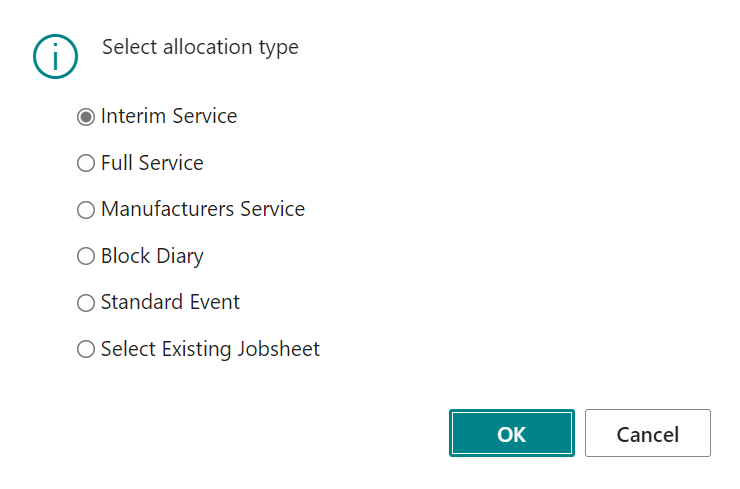 Select allocation type
Interim Service
Full Service
Manufacturers Service
Block Diary
Standard Event
Select Existing Jobsheet
OK
Cancel